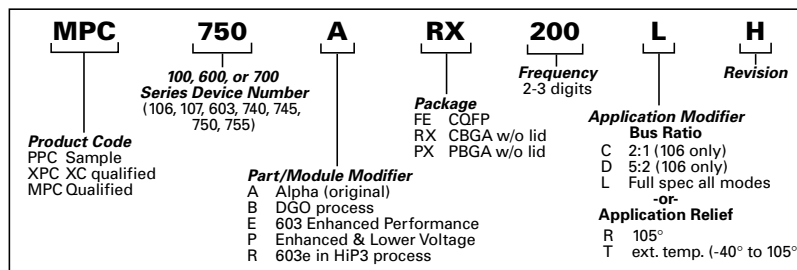 MPC 750 A RX 200 L H
100, 600, or 700
Series Device Number
(106, 107, 603, 740, 745,
750, 755)
Product Code
PPC Sample
XPC XC qualified
MPC Qualified
Part/Module Modifier
A Alpha (original)
B DGO process
E 603 Enhanced Performance
P Enhanced & Lower Voltage
R 603e in HiP3 process
Package
FE CQFP
RX CBGA w/o lid
PX PBGA w/o lid
Frequency
2-3 digits
Application Modifier
Bus Ratio
C 2:1 (106 only)
D 5:2 (106 only)
L Full spec all modes
-or-
Application Relief
R 105°
T ext. temp. (-40° to 105°
Revision